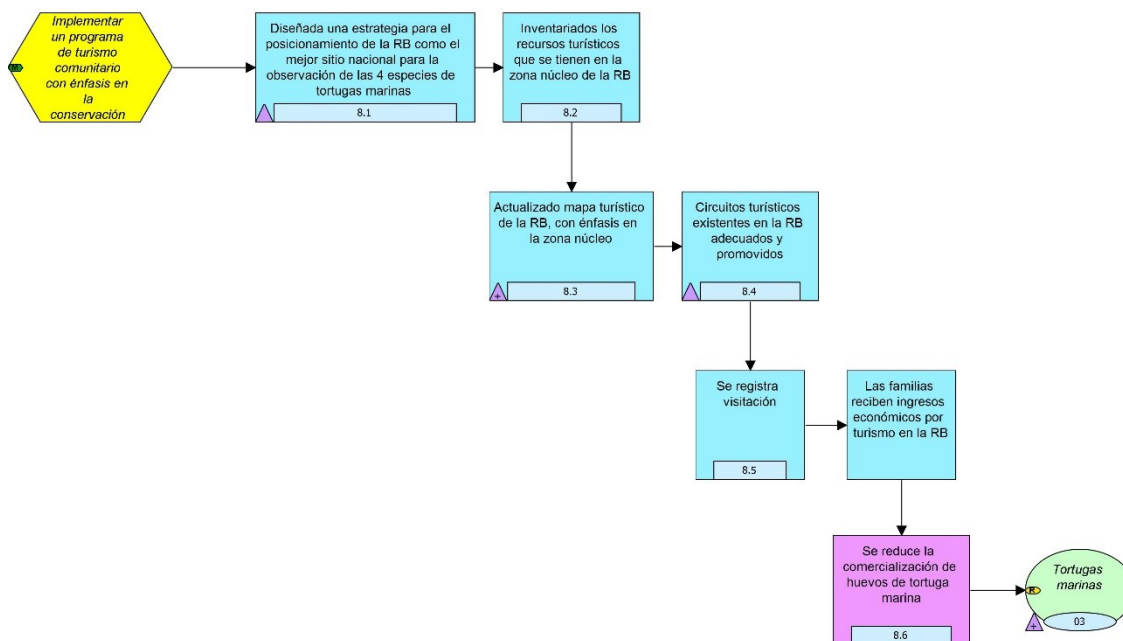 Implementar
un programa
de turismo
comunitario
con énfasis en
la
conservación
Diseñada una estrategia para el
posicionamiento de la RB como el
mejor sitio nacional para la
observación de las 4 especies de
tortugas marinas
8.1
Inventariados los
recursos turísticos
que se tienen en la
zona núcleo de la RB
8.2
Actualizado mapa turístico
de la RB, con énfasis en
la zona núcleo
+
8.3
Circuitos turísticos
existentes en la RB
adecuados y
promovidos
8.4
Se registra
visitación
8.5
Las familias
reciben ingresos
económicos por
turismo en la RB
Se reduce la
comercialización de
huevos de tortuga
marina
8.6
Tortugas
marinas
R
+
03